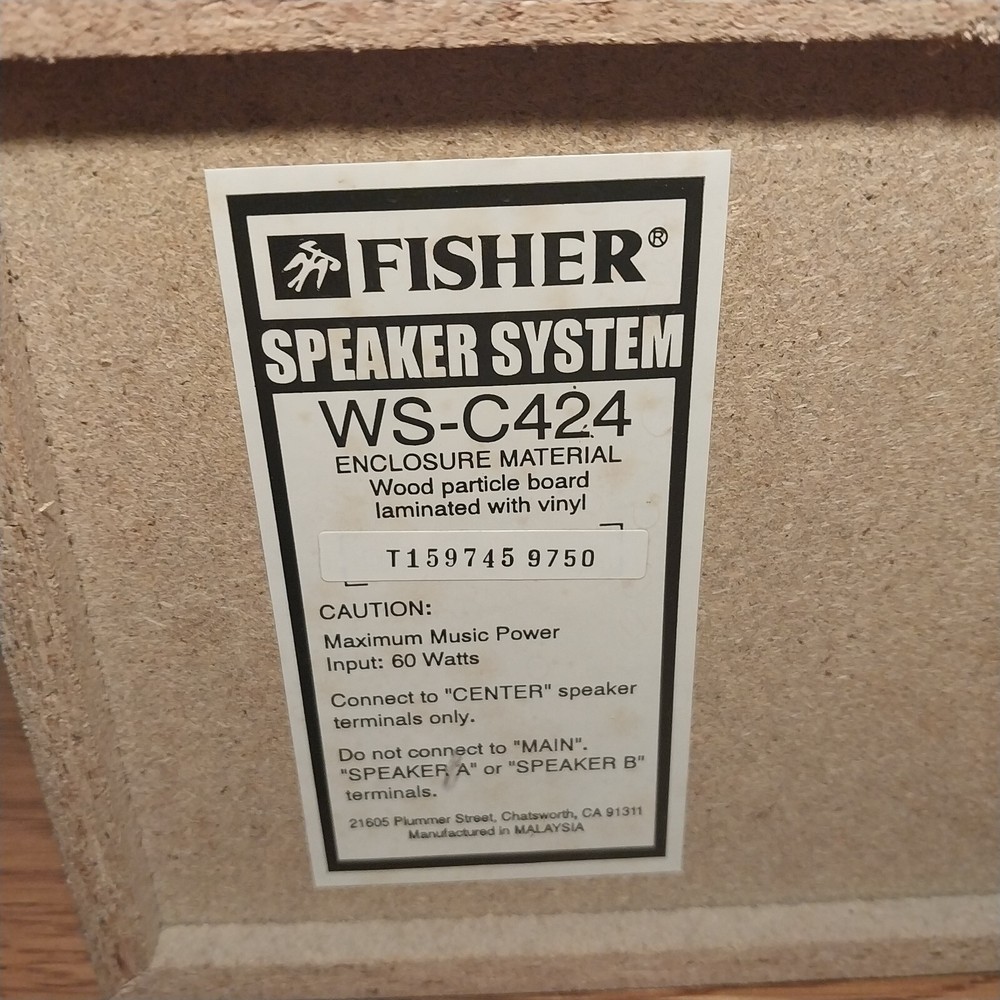 FISHER®
SPEAKER SYSTEM
WS-C424
ENCLOSURE MATERIAL
Wood particle board
laminated with vinyl
T159745 9750
CAUTION:
Maximum Music Power
Input: 60 Watts
Connect to "CENTER" speaker
terminals only.
Do not connect to "MAIN".
"SPEAKER A" or "SPEAKER B"
terminals.
21605 Plummer Street, Chatsworth, CA 91311
Manufactured in MALAYSIA